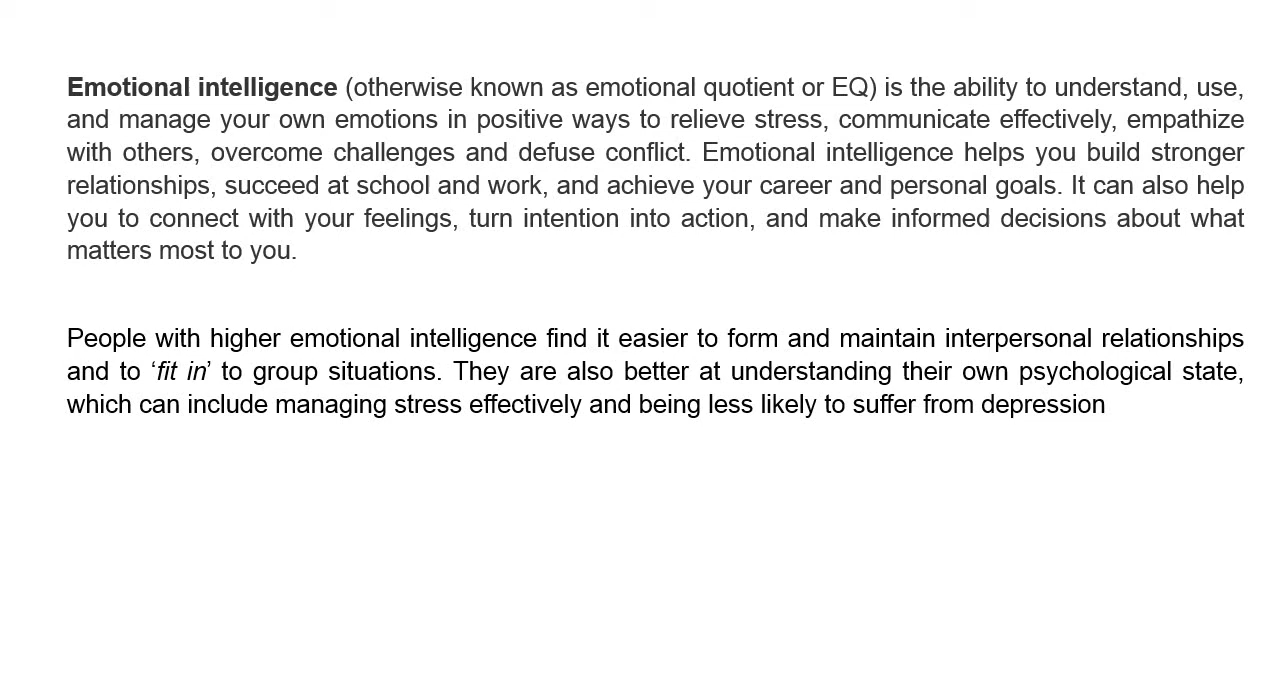 Emotional intelligence (otherwise known as emotional quotient or EQ) is the ability to understand, use,
and manage your own emotions in positive ways to relieve stress, communicate effectively, empathize
with others, overcome challenges and defuse conflict. Emotional intelligence helps you build stronger
relationships, succeed at school and work, and achieve your career and personal goals. It can also help
you to connect with your feelings, turn intention into action, and make informed decisions about what
matters most to you.
People with higher emotional intelligence find it easier to form and maintain interpersonal relationships
and to ‘fit in’ to group situations. They are also better at understanding their own psychological state,
which can include managing stress effectively and being less likely to suffer from depression